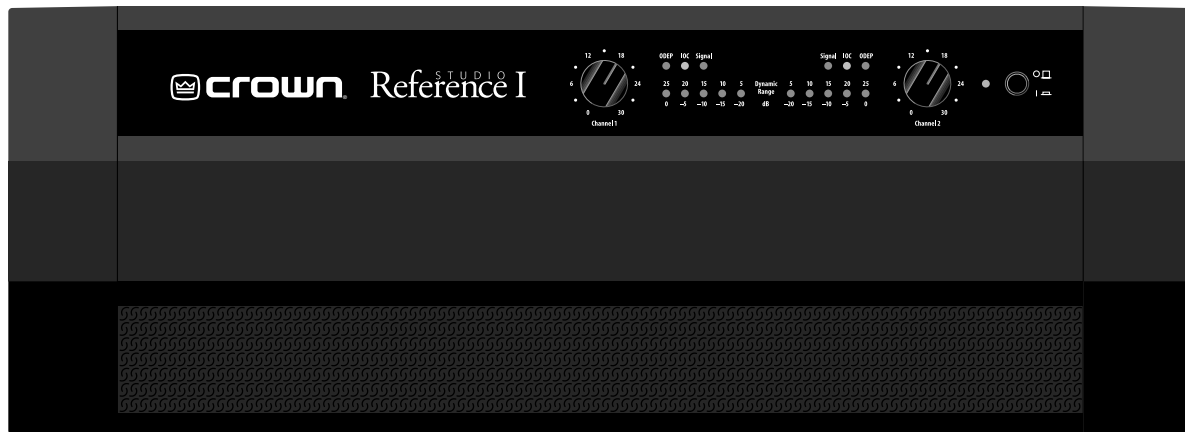 crown®
STUDIO
Reference I
12 18
6 24
0 30
Channel 1
ODEP IOC Signal
25 20 15 10 5
0 –5 –10 –15 –20
Dynamic
Range
dB
Signal IOC ODEP
5 10 15 20 25
–20 –15 –10 –5 0
12 18
6 24
0 30
Channel 2